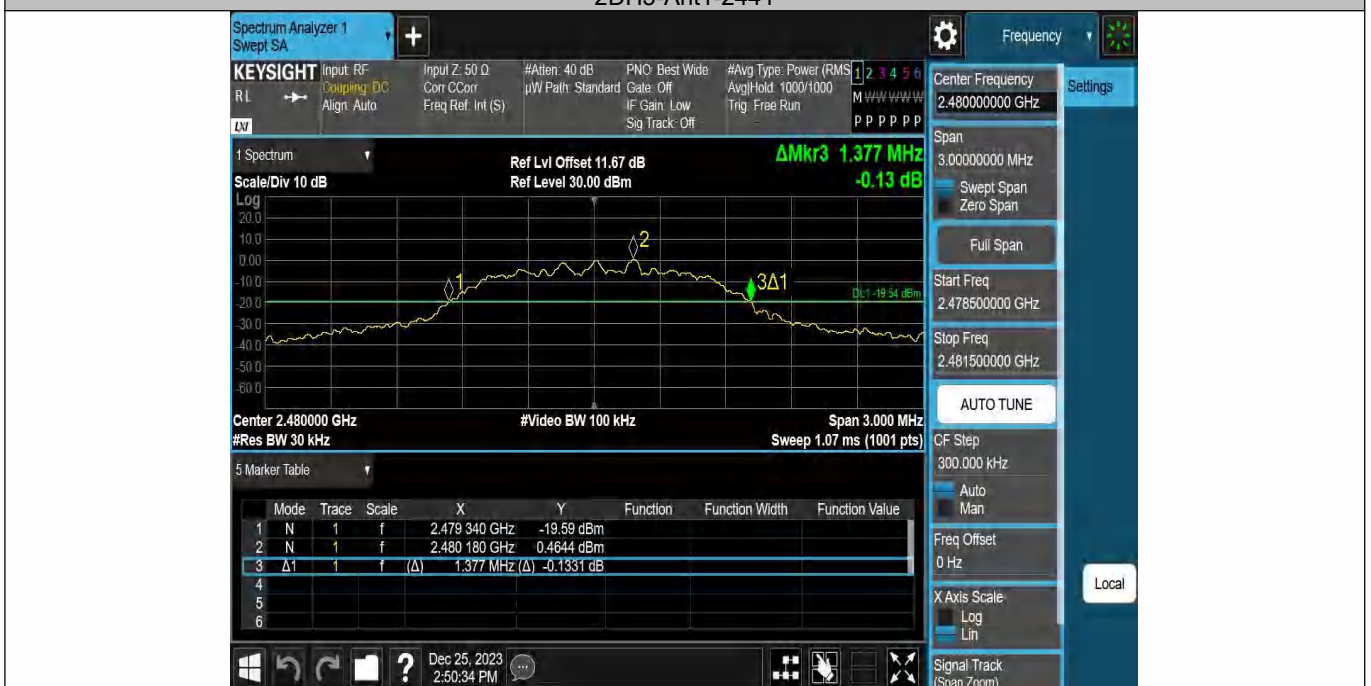 2DH5-Ant1-2441
Spectrum Analyzer 1
Swept SA
+
Frequency
KEYSIGHT
RL
LXI
Input: RF
Coupling: DC
Align: Auto
Input Z: 50 Ω
Corr CCorr
Freq Ref: Int (S)
#Atten: 40 dB
µW Path: Standard
PNO: Best Wide
Gate: Off
IF Gain: Low
Sig Track: Off
#Avg Type: Power (RMS
Avg|Hold: 1000/1000
Trig: Free Run
1 2 3 4 5 6
M W W W W W
P P P P P P
Center Frequency
2.480000000 GHz
Settings
Span
3.00000000 MHz
Swept Span
Zero Span
Full Span
Start Freq
2.478500000 GHz
Stop Freq
2.481500000 GHz
AUTO TUNE
CF Step
300.000 kHz
Auto
Man
Freq Offset
0 Hz
X Axis Scale
Log
Lin
Signal Track
(Span Zoom)
Local
1 Spectrum
Scale/Div 10 dB
Ref Lvl Offset 11.67 dB
Ref Level 30.00 dBm
ΔMkr3 1.377 MHz
-0.13 dB
Log
20.0
10.0
0.00
-10.0
-20.0
-30.0
-40.0
-50.0
-60.0
1
2
3Δ1
DL1 -19.54 dBm
Center 2.480000 GHz
#Video BW 100 kHz
Span 3.000 MHz
#Res BW 30 kHz
Sweep 1.07 ms (1001 pts)
5 Marker Table
Mode Trace Scale X Y Function Function Width Function Value
1 N 1 f 2.479 340 GHz -19.59 dBm
2 N 1 f 2.480 180 GHz 0.4644 dBm
3 Δ1 1 f (Δ) 1.377 MHz (Δ) -0.1331 dB
4
5
6
?
Dec 25, 2023
2:50:34 PM